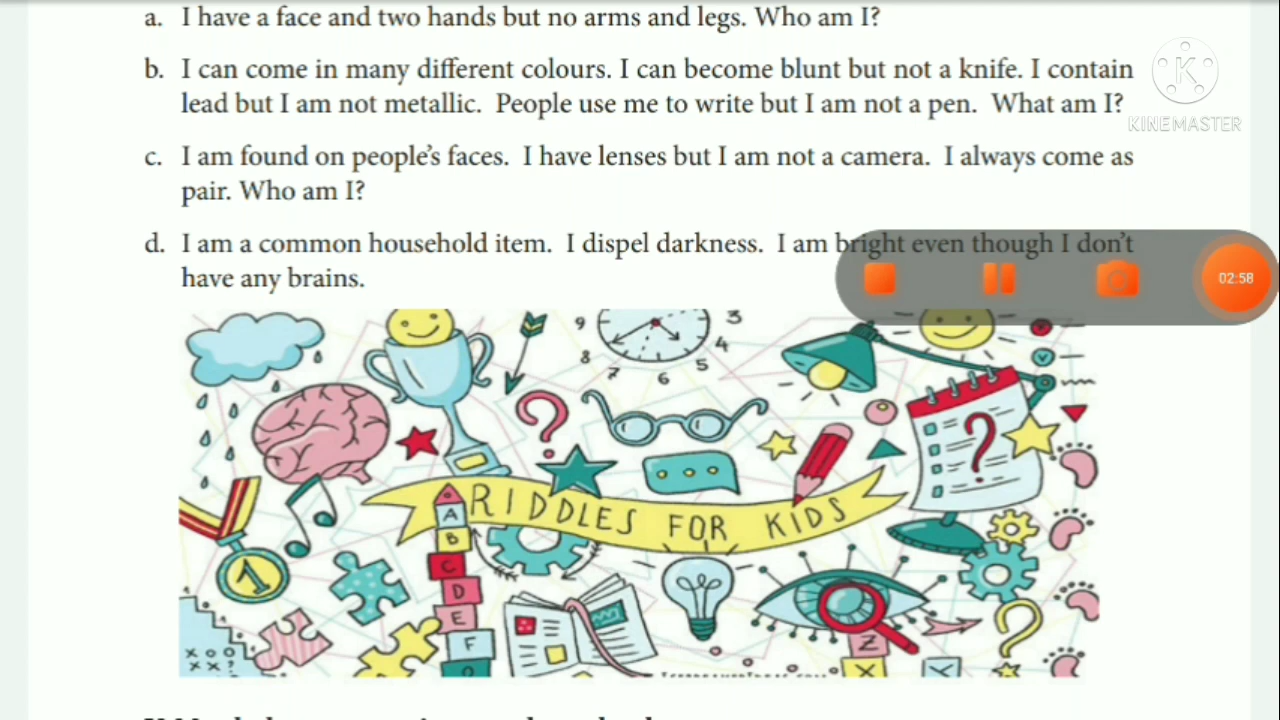 a. I have a face and two hands but no arms and legs. Who am I?
b. I can come in many different colours. I can become blunt but not a knife. I contain
lead but I am not metallic. People use me to write but I am not a pen. What am I?
KINEMASTER
c. I am found on people's faces. I have lenses but I am not a camera. I always come as
pair. Who am I?
d. I am a common household item. I dispel darkness. I am bright even though I don't
have any brains.
02:58
9 8 7 6 5 4 3
RIDDLES FOR KIDS
1
A
B
C
D
E
F
Z
X